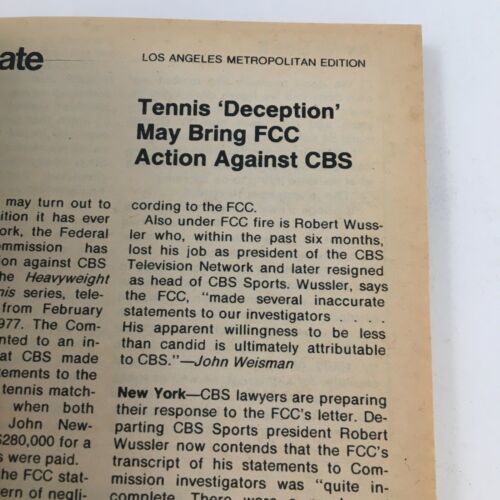 ate
LOS ANGELES METROPOLITAN EDITION
Tennis ‘Deception’
May Bring FCC
Action Against CBS
may turn out to
ition it has ever
ork, the Federal
ommission has
on against CBS
he Heavyweight
nis series, tele-
from February
1977. The Com-
nted to an in-
at CBS made
tements to the
tennis match-
when both
John New-
$280,000 for a
s were paid.
he FCC stat-
ern of negli-
cording to the FCC.
Also under FCC fire is Robert Wuss-
ler who, within the past six months,
lost his job as president of the CBS
Television Network and later resigned
as head of CBS Sports. Wussler, says
the FCC, “made several inaccurate
statements to our investigators . . . .
His apparent willingness to be less
than candid is ultimately attributable
to CBS.”—John Weisman
New York—CBS lawyers are preparing
their response to the FCC's letter. De-
parting CBS Sports president Robert
Wussler now contends that the FCC's
transcript of his statements to Com-
mission investigators was “quite in-
complete. There were